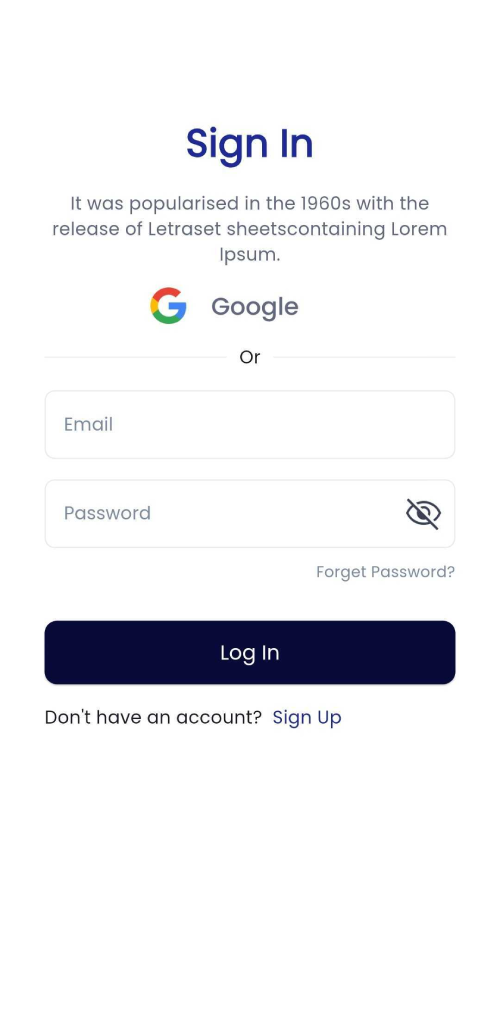 Sign In
It was popularised in the 1960s with the
release of Letraset sheetscontaining Lorem
Ipsum.
Google
Or
Email
Password
Forget Password?
Log In
Don't have an account? Sign Up